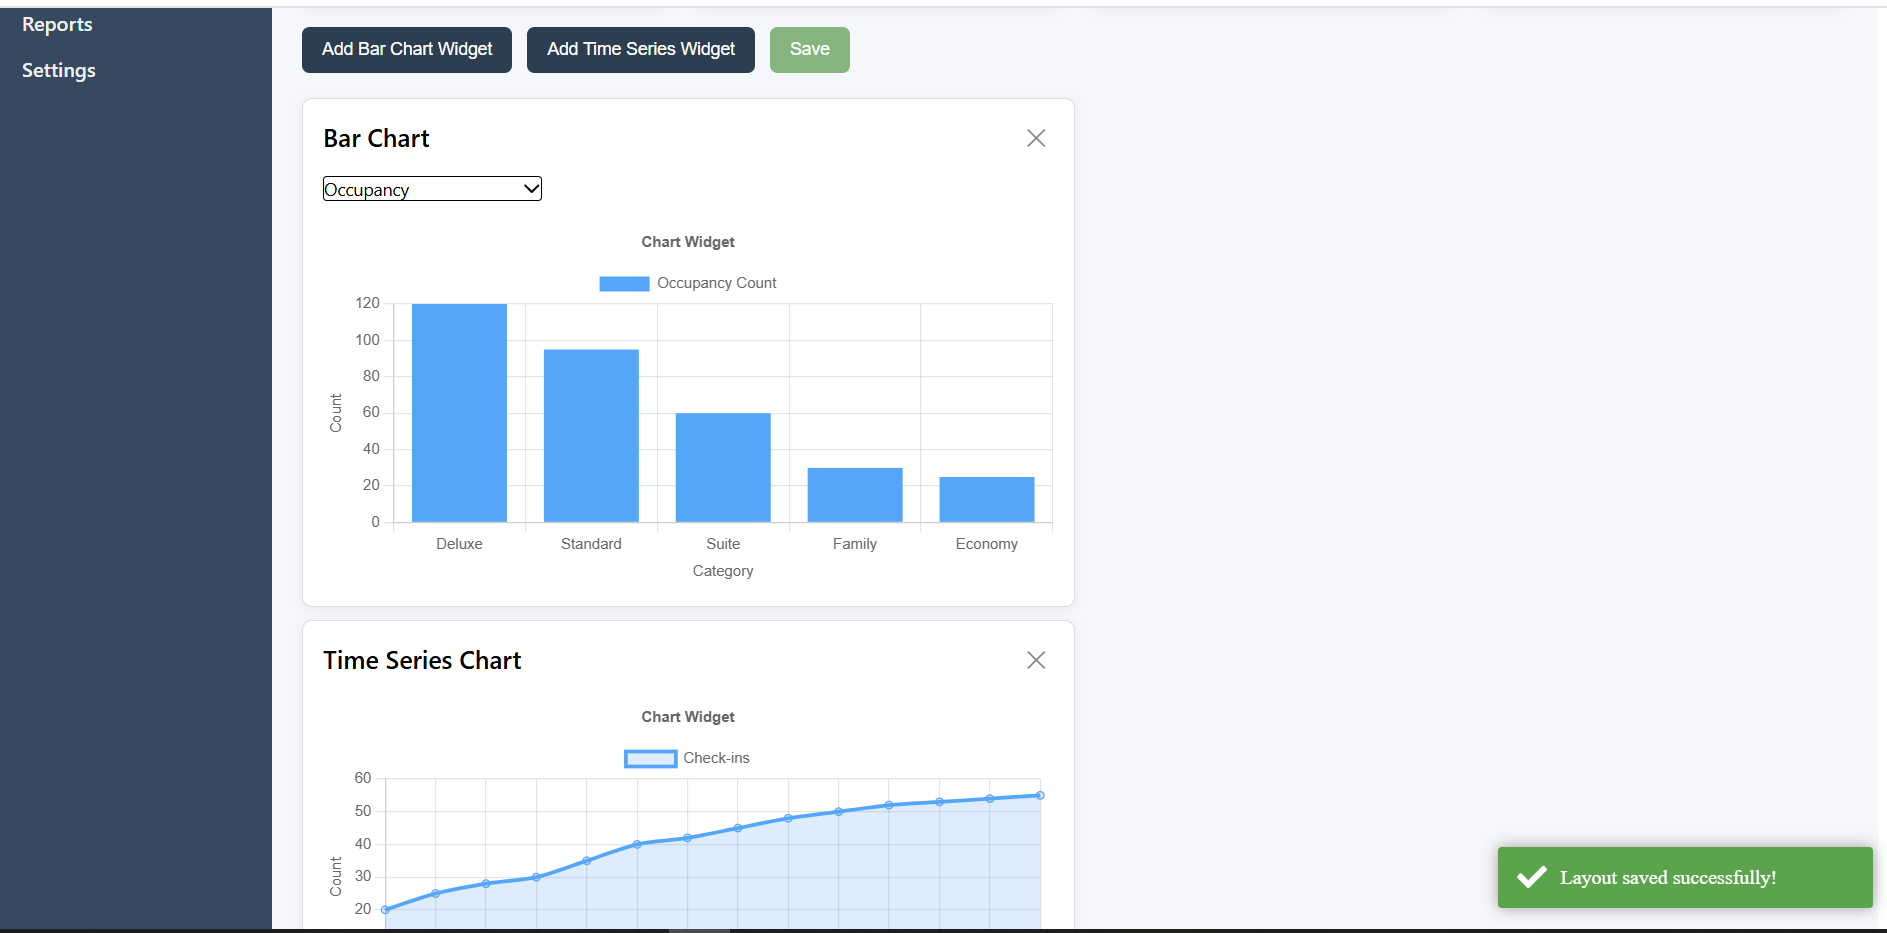 Reports
Settings
Add Bar Chart Widget
Add Time Series Widget
Save
Bar Chart
Occupancy
Chart Widget
Occupancy Count
120
100
80
60
40
20
0
Count
Deluxe
Standard
Suite
Family
Economy
Category
Time Series Chart
Chart Widget
Check-ins
60
50
40
30
20
Count
Layout saved successfully!